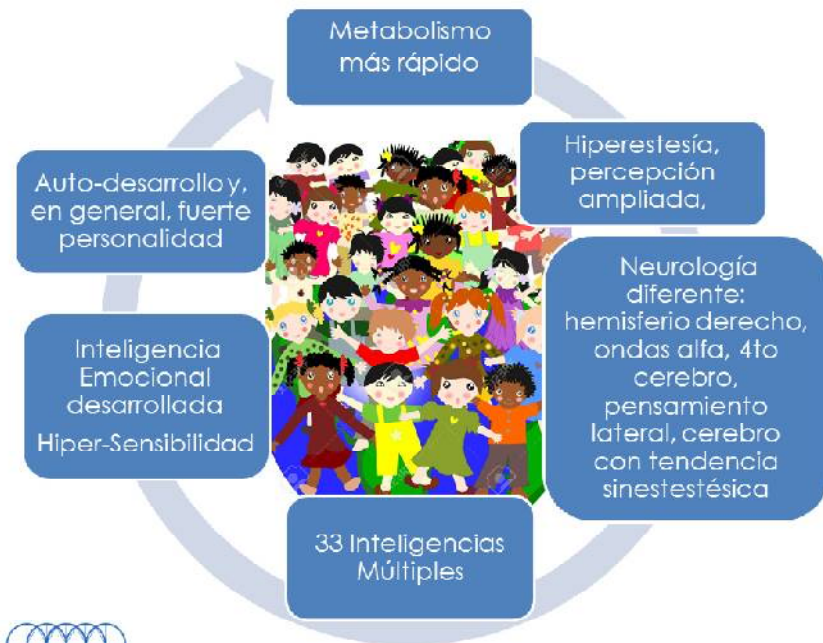 Metabolismo
más rápido
Hiperestesía,
percepción
ampliada,
Neurología
diferente:
hemisferio derecho,
ondas alfa, 4to
cerebro,
pensamiento
lateral, cerebro
con tendencia
sinestestésica
33 Inteligencias
Múltiples
Inteligencia
Emocional
desarrollada
Hiper-Sensibilidad
Auto-desarrollo y,
en general, fuerte
personalidad